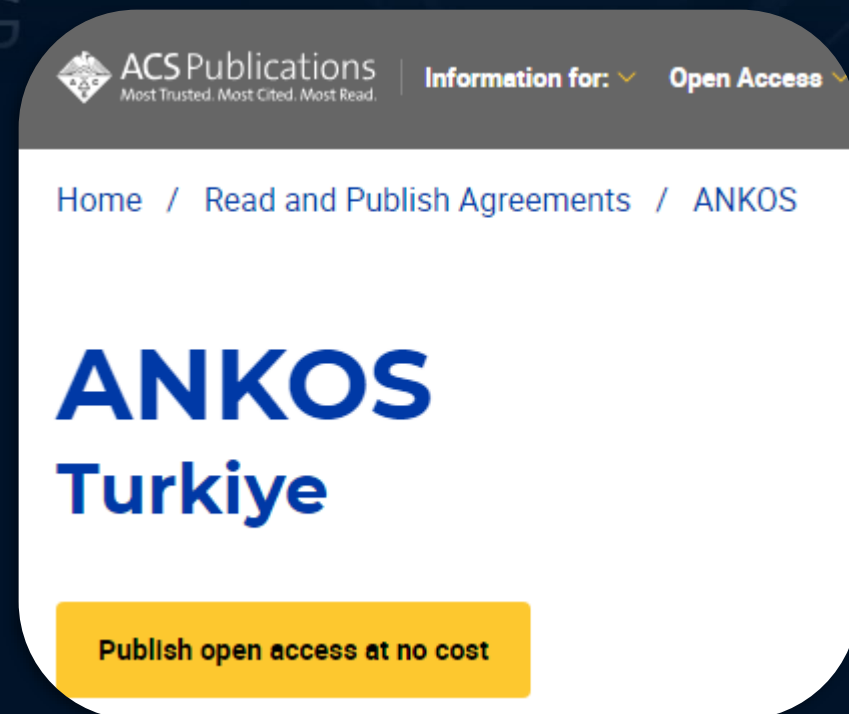 ACS Publications
Most Trusted. Most Cited. Most Read.
Information for:
Open Access
Home / Read and Publish Agreements / ANKOS
ANKOS
Turkiye
Publish open access at no cost